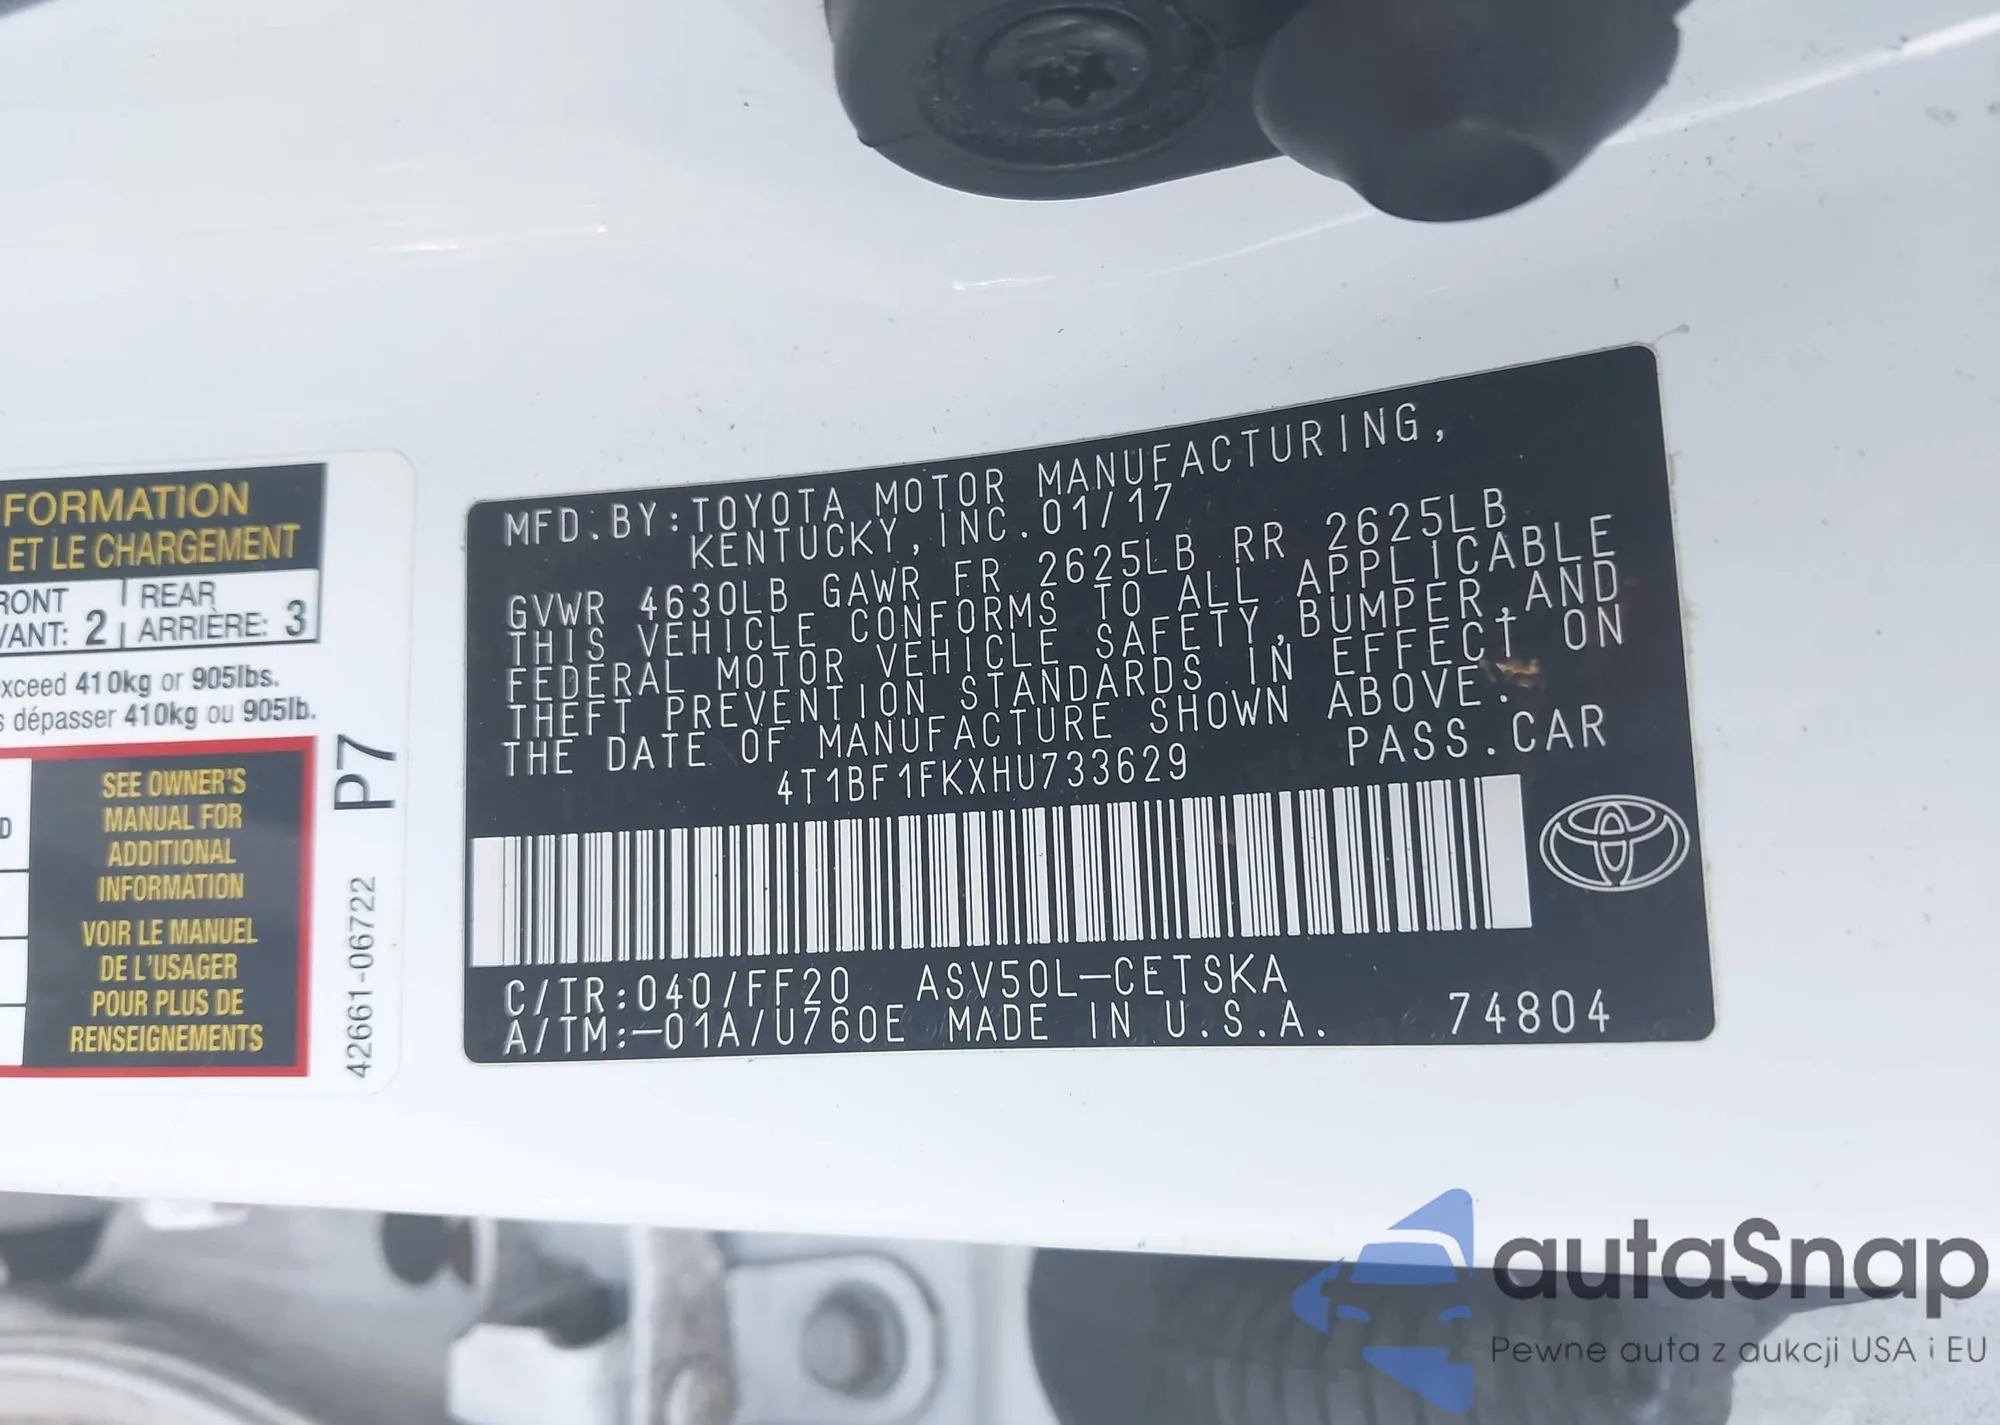 FORMATION
ET LE CHARGEMENT
REAR
2 ARRIÈRE: 3
exceed 410kg or 905lbs.
dépasser 410kg ou 905lb.
SEE OWNER'S
MANUAL FOR
ADDITIONAL
INFORMATION
VOIR LE MANUEL
DE L'USAGER
POUR PLUS DE
RENSEIGNEMENTS
P7
42661-06722
MFD.BY:TOYOTA MOTOR MANUFACTURING,
KENTUCKY,INC.01/17
GVWR 4630LB GAWR FR 2625LB RR 2625LB
THIS VEHICLE CONFORMS TO ALL APPLICABLE
FEDERAL MOTOR VEHICLE SAFETY,BUMPER,AND
THEFT PREVENTION STANDARDS IN EFFECT ON
THE DATE OF MANUFACTURE SHOWN ABOVE.
4T1BF1FKXHU733629 PASS.CAR
C/TR:040/FF20 ASV50L-CETSKA
A/TM:-01A/U760E MADE IN U.S.A. 74804
autaSnap
Pewne auta z aukcji USA i EU